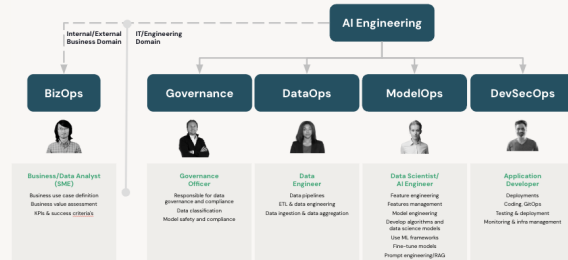 AI Engineering
Internal/External
Business Domain
IT/Engineering
Domain
BizOps
Governance
DataOps
ModelOps
DevSecOps
Business/Data Analyst
(SME)
Business use case definition
Business value assessment
KPIs & success criteria's
Governance
Officer
Responsible for data
governance and compliance
Data classification
Model safety and compliance
Data
Engineer
Data pipelines
ETL & data engineering
Data ingestion & data aggregation
Data Scientist/
AI Engineer
Feature engineering
Features management
Model engineering
Develop algorithms and
data science models
Use ML frameworks
Fine-tune models
Prompt engineering/RAG
Application
Developer
Deployments
Coding, GitOps
Testing & deployment
Monitoring & infra management